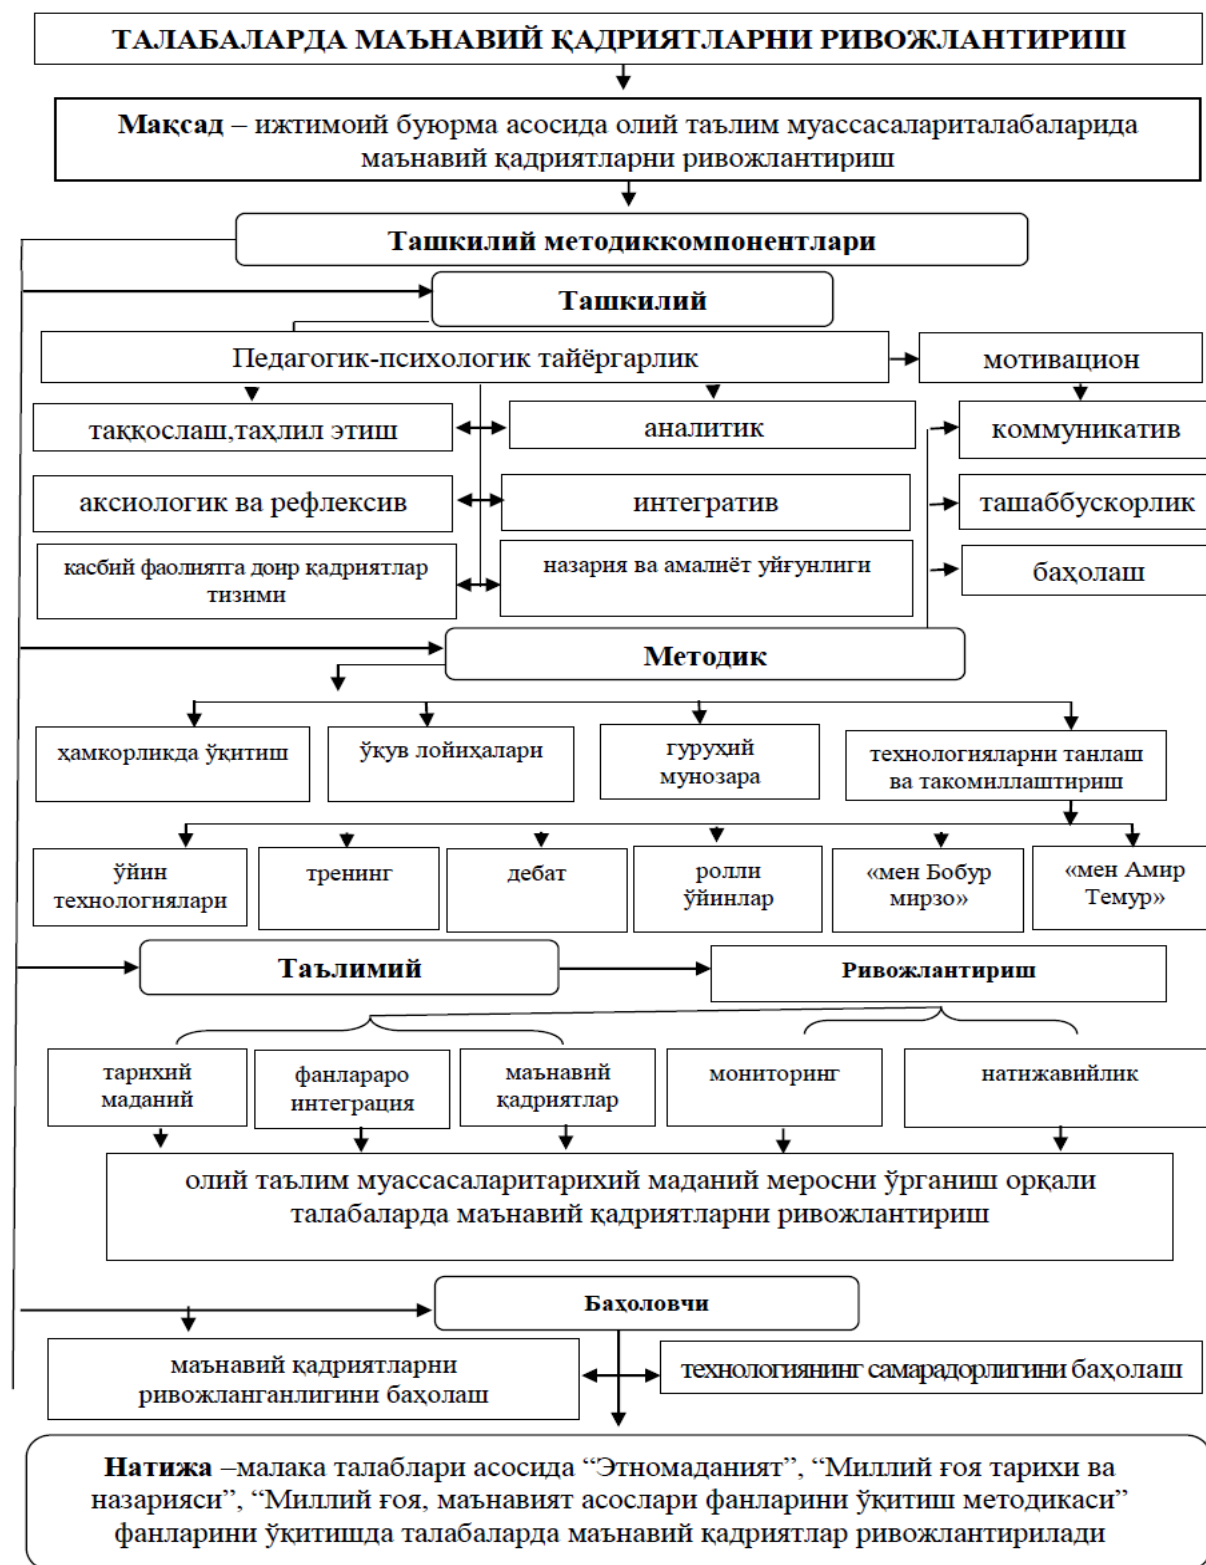 ТАЛАБАЛАРДА МАЪНАВИЙ ҚАДРИЯТЛАРНИ РИВОЖЛАНТИРИШ
Мақсад – ижтимоий буюрма асосида олий таълим муассасалариталабаларида
маънавий қадриятларни ривожлантириш
Ташкилий методиккомпонентлари
Ташкилий
Педагогик-психологик тайёргарлик
мотивацион
таққослаш,таҳлил этиш
аналитик
коммуникатив
аксиологик ва рефлексив
интегратив
ташаббускорлик
касбий фаолиятга доир қадриятлар
тизими
назария ва амалиёт уйғунлиги
баҳолаш
Методик
ҳамкорликда ўқитиш
ўқув лойиҳалари
гуруҳий
мунозара
технологияларни танлаш
ва такомиллаштириш
ўйин
технологиялари
тренинг
дебат
ролли
ўйинлар
«мен Бобур
мирзо»
«мен Амир
Темур»
Таълимий
Ривожлантириш
тарихий
маданий
фанлараро
интеграция
маънавий
қадриятлар
мониторинг
натижавийлик
олий таълим муассасаларитарихий маданий меросни ўрганиш орқали
талабаларда маънавий қадриятларни ривожлантириш
Баҳоловчи
маънавий қадриятларни
ривожланганлигини баҳолаш
технологиянинг самарадорлигини баҳолаш
Натижа –малака талаблари асосида “Этномаданият”, “Миллий ғоя тарихи ва
назарияси”, “Миллий ғоя, маънавият асослари фанларини ўқитиш методикаси”
фанларини ўқитишда талабаларда маънавий қадриятлар ривожлантирилади